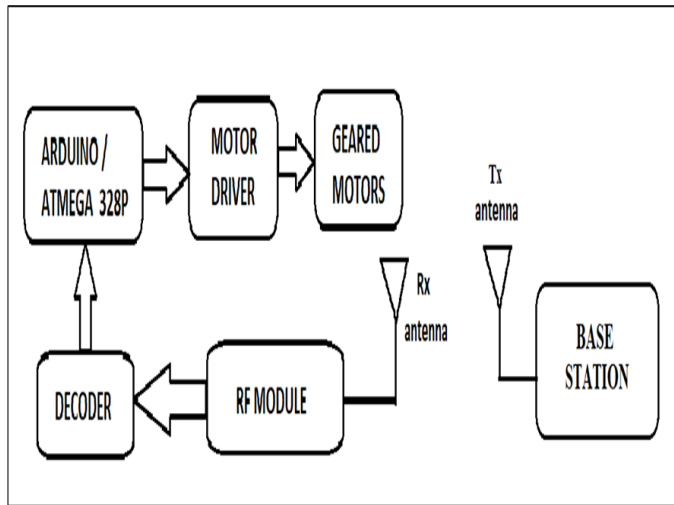 ARDUINO /
ATMEGA 328P
MOTOR
DRIVER
GEARED
MOTORS
Tx
antenna
Rx
antenna
BASE
STATION
DECODER
RF MODULE